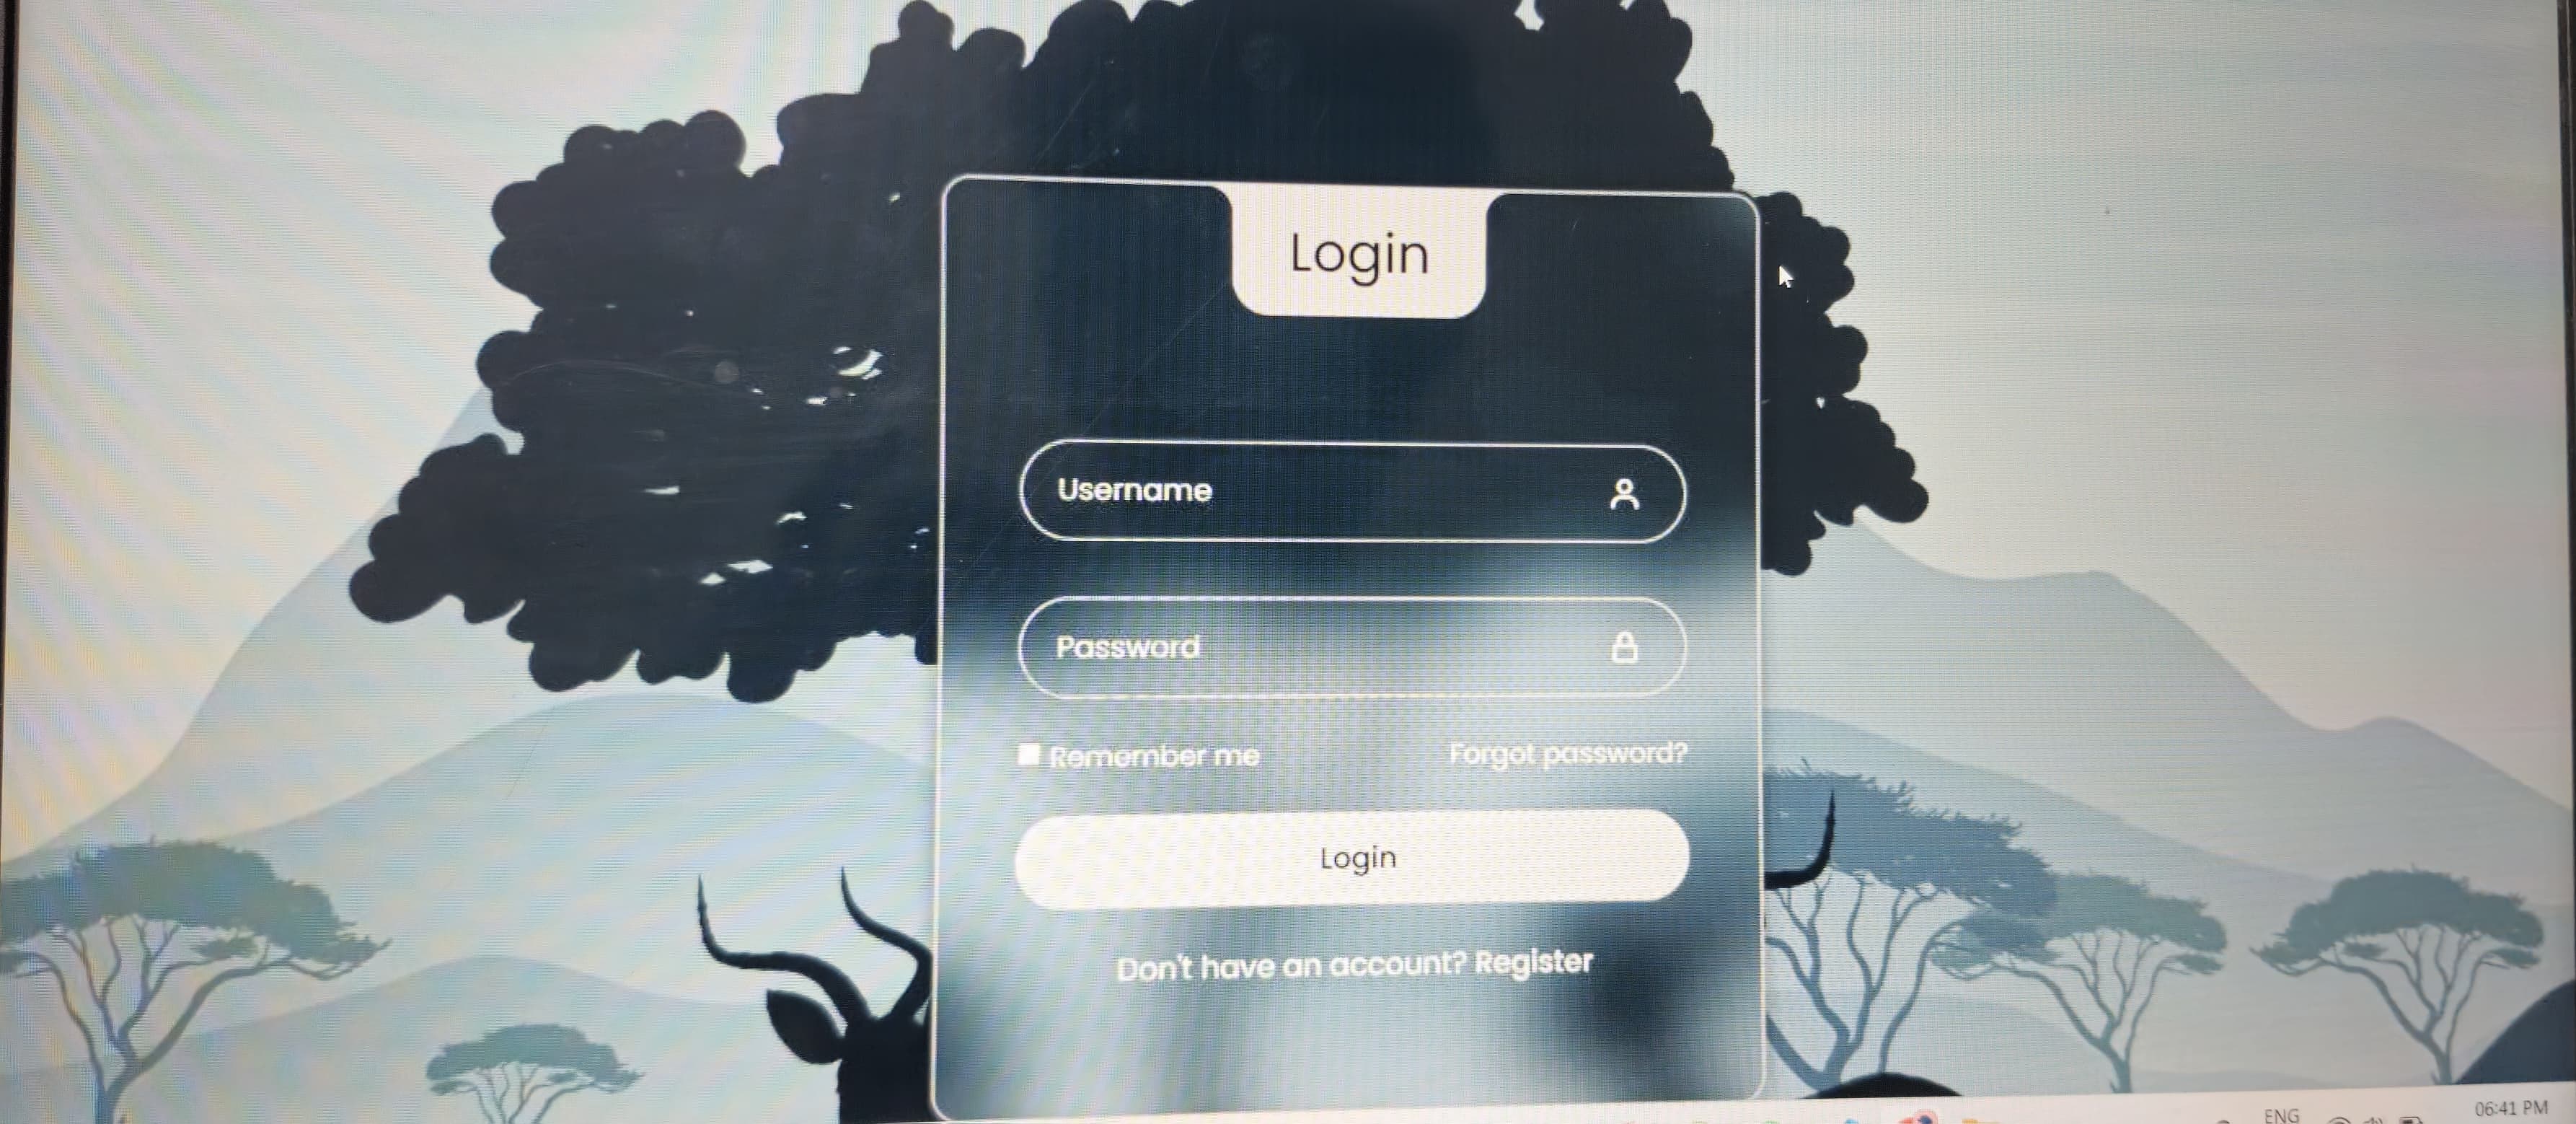 Login
Username
Password
Remember me
Forgot password?
Login
Don't have an account? Register
ENG
06:41 PM